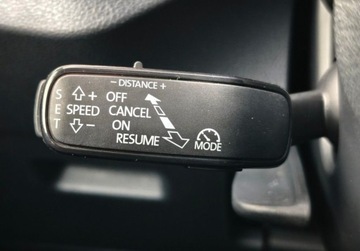 - DISTANCE +
S + OFF
E SPEED CANCEL
T - ON
RESUME
MODE